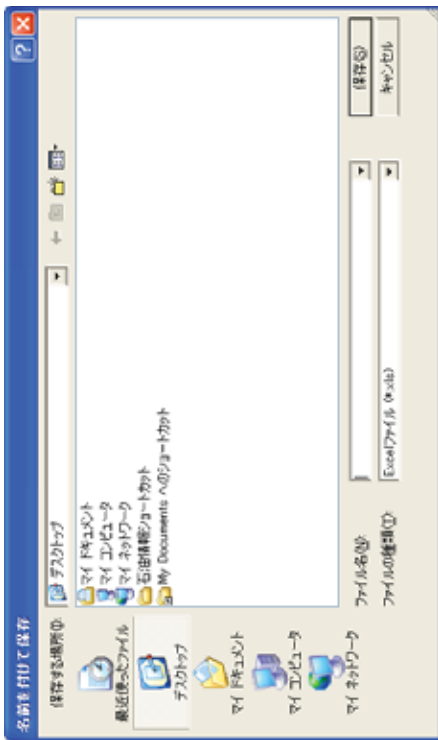 名前を付けて保存
保存する場所(I):
デスクトップ
最近使ったファイル
デスクトップ
マイ ドキュメント
マイ コンピュータ
マイ ネットワーク
マイ ドキュメント
マイ コンピュータ
マイ ネットワーク
石油情報ショートカット
My Documents へのショートカット
ファイル名(N):
保存(S)
ファイルの種類(T):
Excelファイル (*.xls)
キャンセル